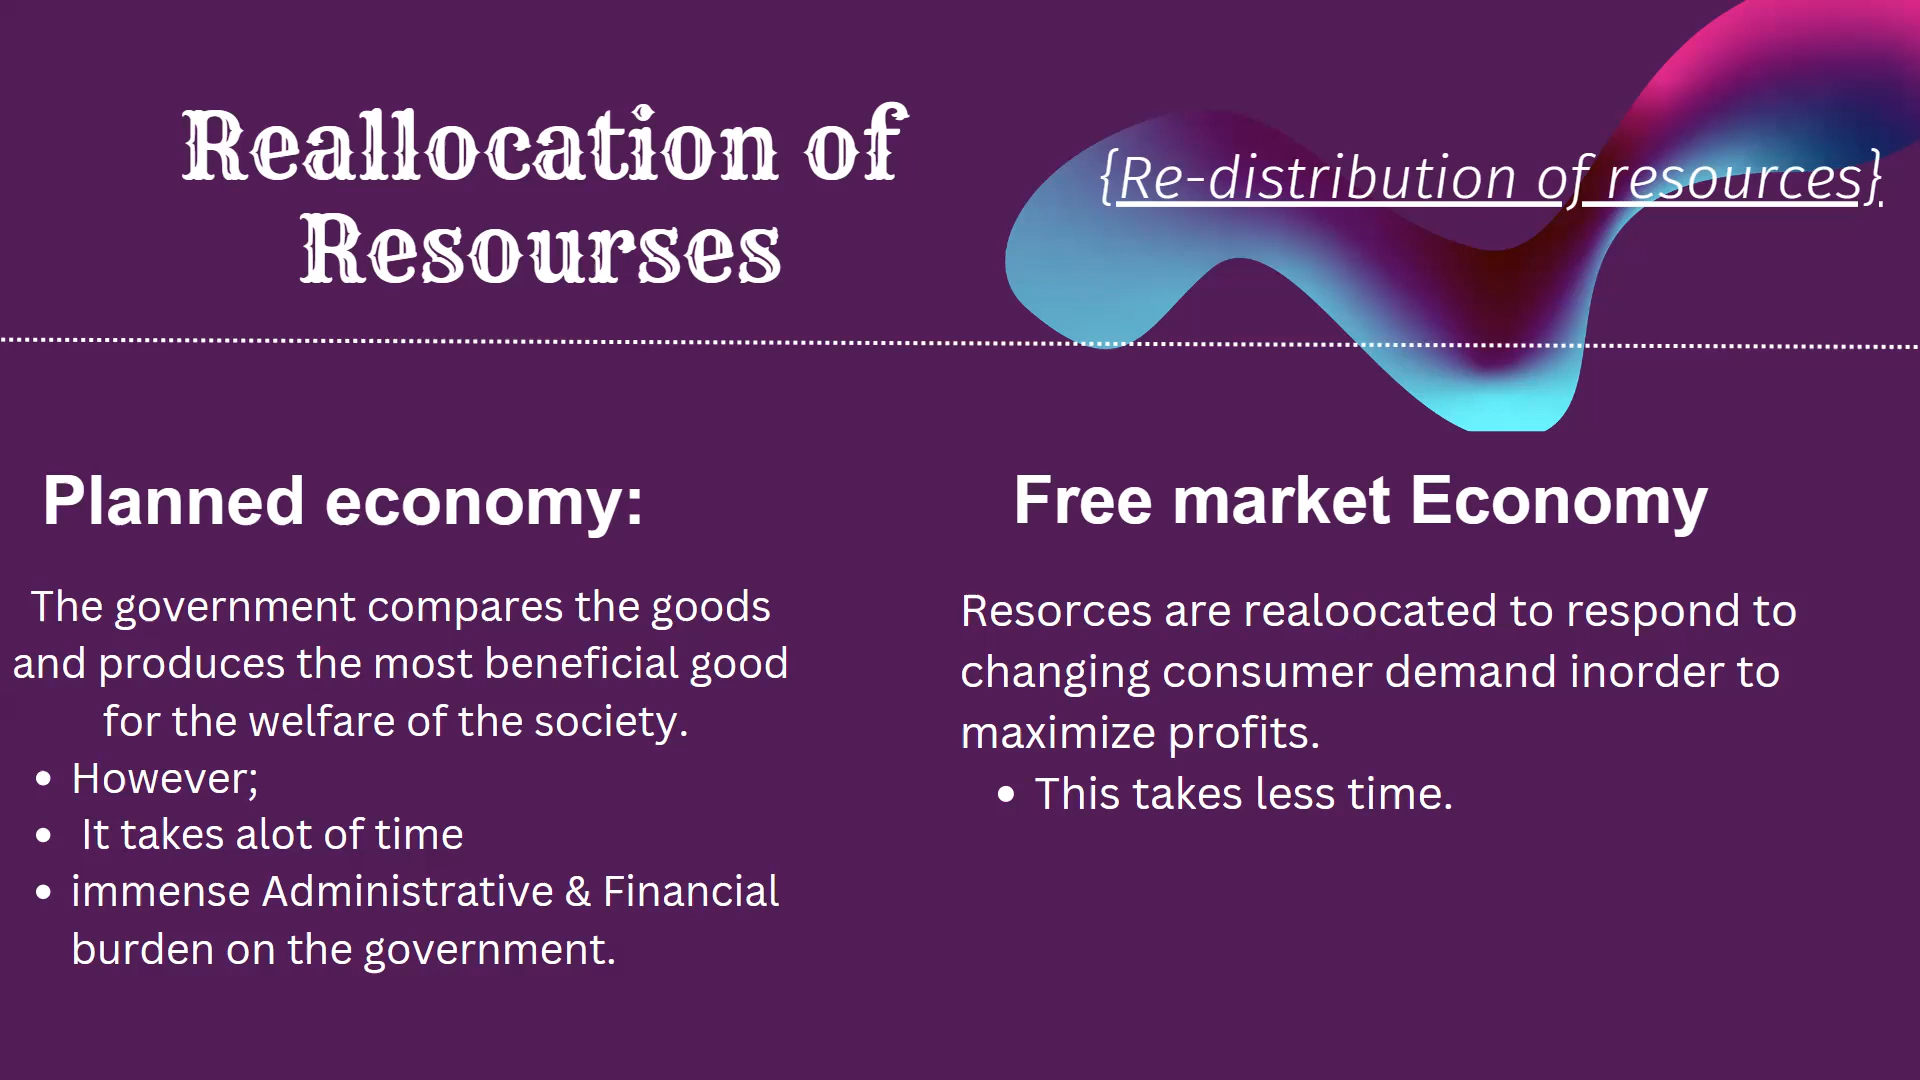 Reallocation of
Resourses
{Re-distribution of resources}
Planned economy:
The government compares the goods
and produces the most beneficial good
for the welfare of the society.
• However;
• It takes alot of time
• immense Administrative & Financial
burden on the government.
Free market Economy
Resorces are realoocated to respond to
changing consumer demand inorder to
maximize profits.
• This takes less time.